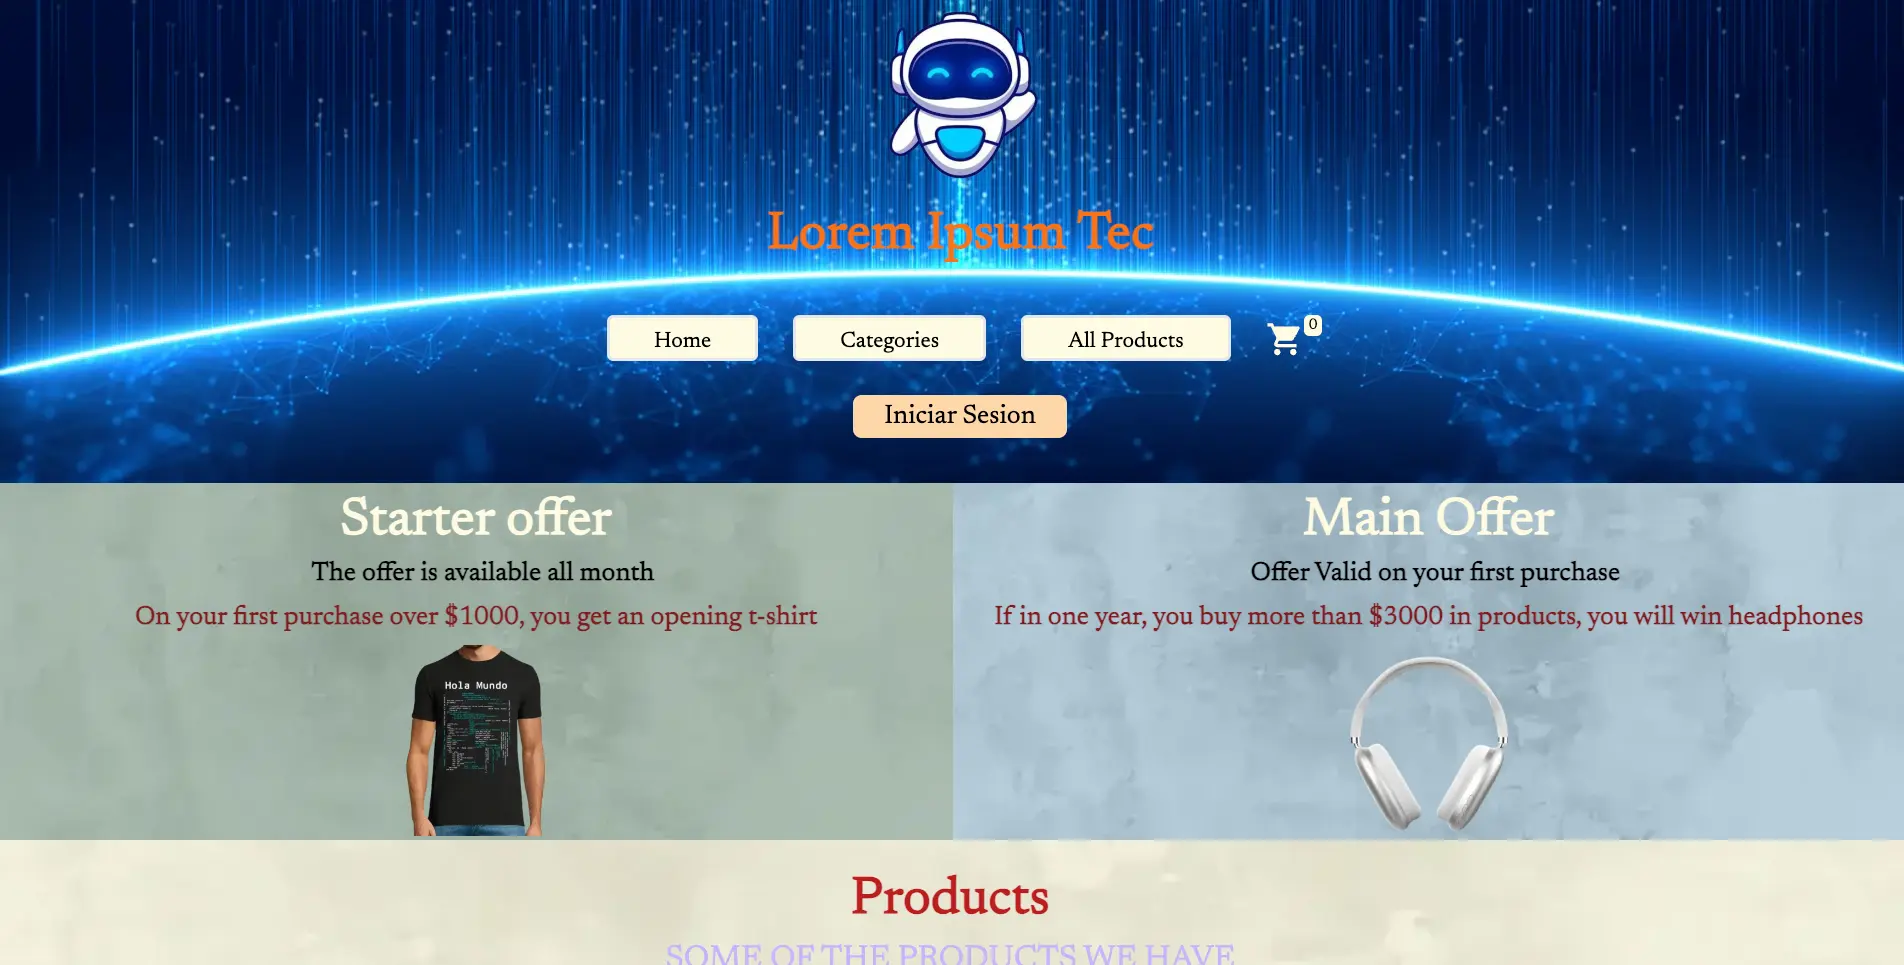 Lorem Ipsum Tec
Home
Categories
All Products
0
Iniciar Sesion
Starter offer
The offer is available all month
On your first purchase over $1000, you get an opening t-shirt
Hola Mundo
Main Offer
Offer Valid on your first purchase
If in one year, you buy more than $3000 in products, you will win headphones
Products
SOME OF THE PRODUCTS WE HAVE